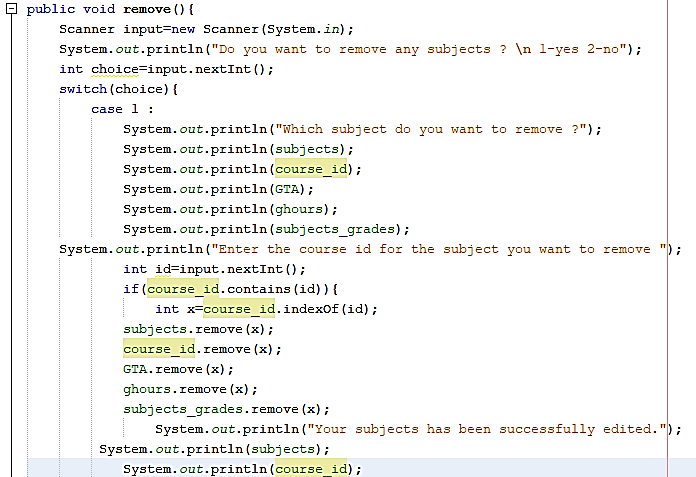 public void remove(){
Scanner input=new Scanner(System.in);
System.out.println("Do you want to remove any subjects ? \n 1-yes 2-no");
int choice=input.nextInt();
switch(choice){
case 1 :
System.out.println("Which subject do you want to remove ?");
System.out.println(subjects);
System.out.println(course_id);
System.out.println(GTA);
System.out.println(ghours);
System.out.println(subjects_grades);
System.out.println("Enter the course id for the subject you want to remove ");
int id=input.nextInt();
if(course_id.contains(id)){
int x=course_id.indexOf(id);
subjects.remove(x);
course_id.remove(x);
GTA.remove(x);
ghours.remove(x);
subjects_grades.remove(x);
System.out.println("Your subjects has been successfully edited.");
System.out.println(subjects);
System.out.println(course_id);